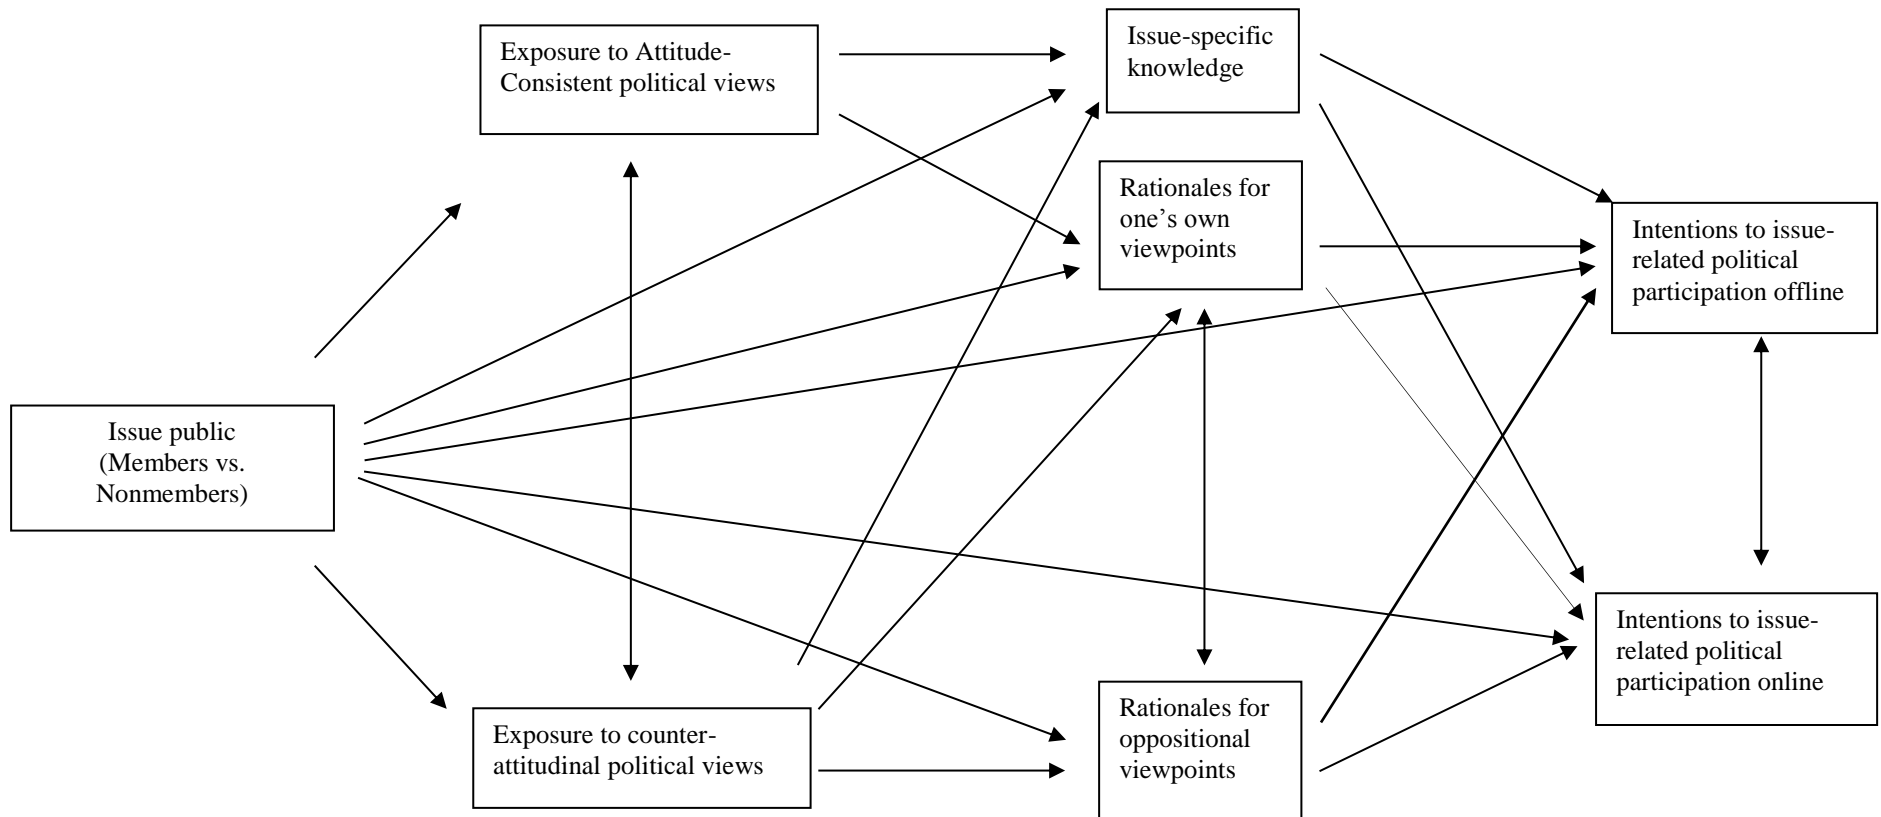 Exposure to Attitude-
Consistent political views
Issue-specific
knowledge
Rationales for
one’s own
viewpoints
Intentions to issue-
related political
participation offline
Issue public
(Members vs.
Nonmembers)
Exposure to counter-
attitudinal political views
Rationales for
oppositional
viewpoints
Intentions to issue-
related political
participation online